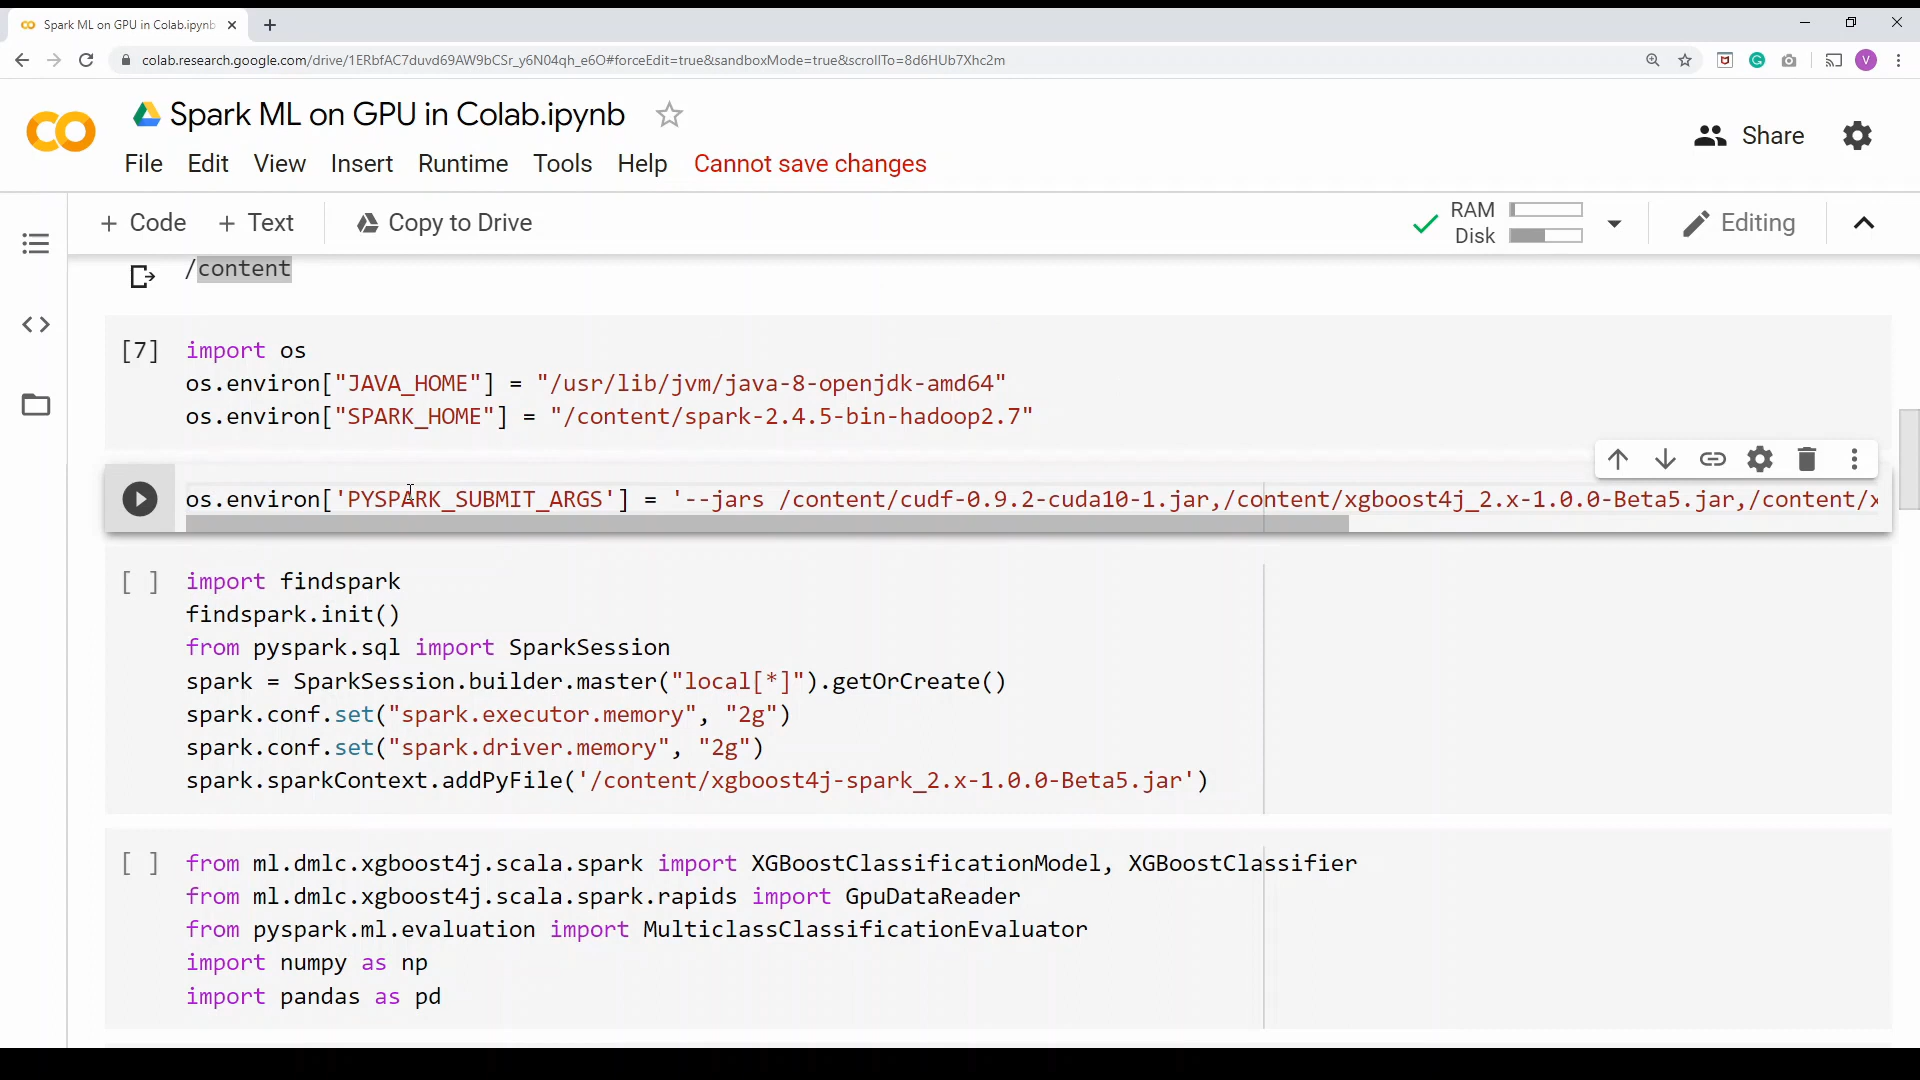 Spark ML on GPU in Colab.ipynb
colab.research.google.com/drive/1ERbfAC7duvd69AW9bCSr_y6N04qh_e6O#forceEdit=true&sandboxMode=true&scrollTo=8d6HUb7Xhc2m
V
Spark ML on GPU in Colab.ipynb
File Edit View Insert Runtime Tools Help Cannot save changes
Share
+ Code + Text Copy to Drive
RAM
Disk
Editing
/content
[7] import os
os.environ["JAVA_HOME"] = "/usr/lib/jvm/java-8-openjdk-amd64"
os.environ["SPARK_HOME"] = "/content/spark-2.4.5-bin-hadoop2.7"
os.environ['PYSPARK_SUBMIT_ARGS'] = '--jars /content/cudf-0.9.2-cuda10-1.jar,/content/xgboost4j_2.x-1.0.0-Beta5.jar,/content/x
[ ] import findspark
findspark.init()
from pyspark.sql import SparkSession
spark = SparkSession.builder.master("local[*]").getOrCreate()
spark.conf.set("spark.executor.memory", "2g")
spark.conf.set("spark.driver.memory", "2g")
spark.sparkContext.addPyFile('/content/xgboost4j-spark_2.x-1.0.0-Beta5.jar')
[ ] from ml.dmlc.xgboost4j.scala.spark import XGBoostClassificationModel, XGBoostClassifier
from ml.dmlc.xgboost4j.scala.spark.rapids import GpuDataReader
from pyspark.ml.evaluation import MulticlassClassificationEvaluator
import numpy as np
import pandas as pd